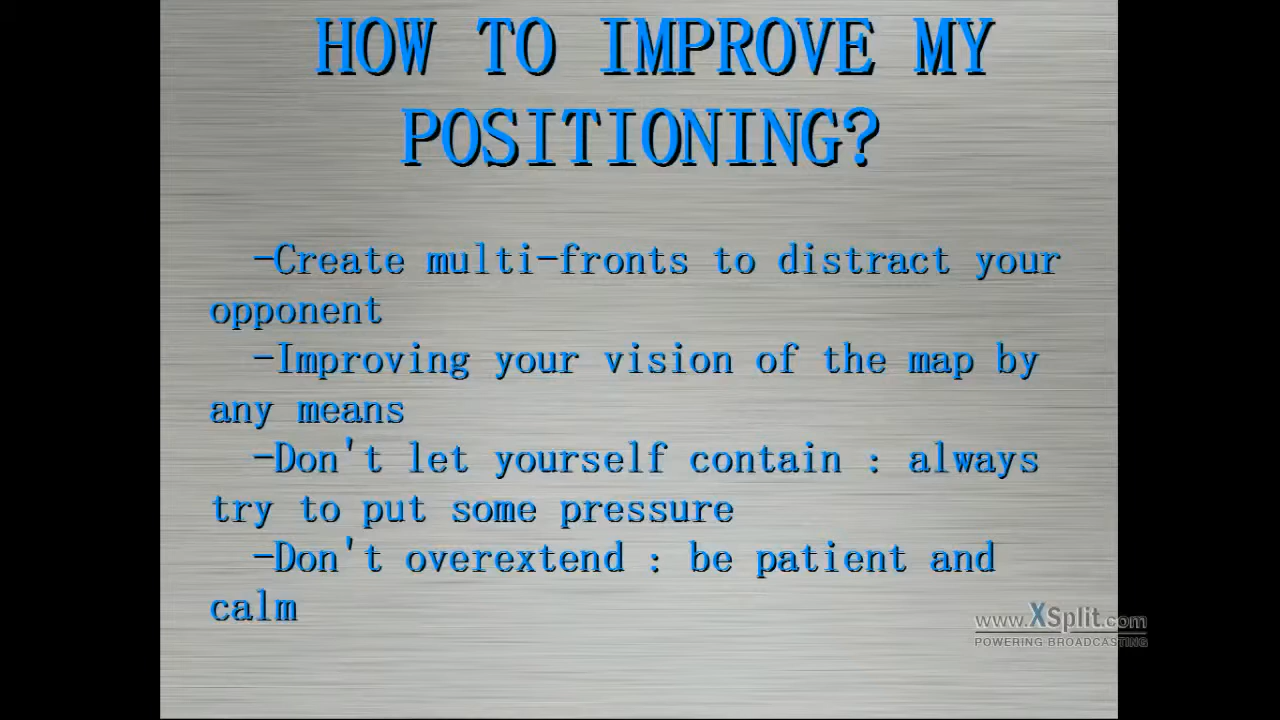 HOW TO IMPROVE MY
POSITIONING?
-Create multi-fronts to distract your
opponent
-Improving your vision of the map by
any means
-Don't let yourself contain : always
try to put some pressure
-Don't overextend : be patient and
calm
www.XSplit.com
POWERING BROADCASTING